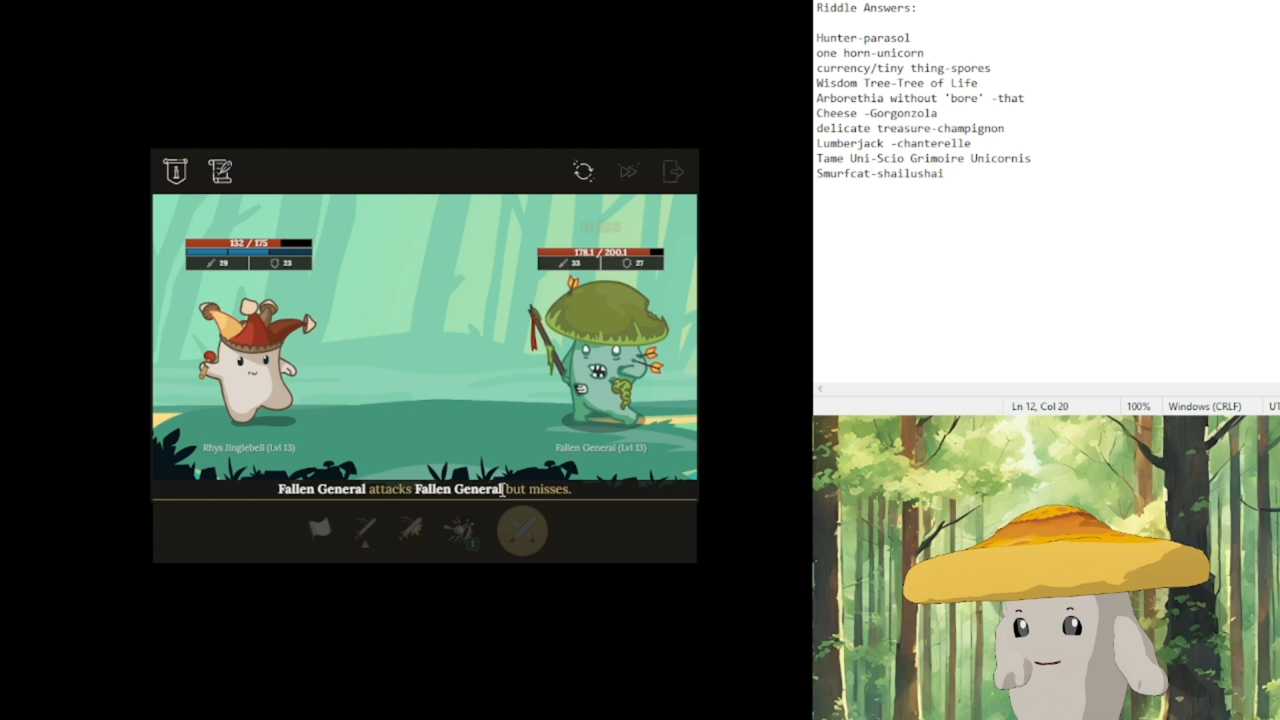 Riddle Answers:
Hunter-parasol
one horn-unicorn
currency/tiny thing-spores
Wisdom Tree-Tree of Life
Arborethia without 'bore' -that
Cheese -Gorgonzola
delicate treasure-champignon
Lumberjack -chanterelle
Tame Uni-Scio Grimoire Unicornis
Smurfcat-shailushai
miss
132 / 175
29 23
178.1 / 200.1
33 27
Rhys Jinglebell (Lvl 13)
Fallen General (Lvl 13)
Fallen General attacks Fallen General but misses.
1
Ln 12, Col 20 100% Windows (CRLF) UT